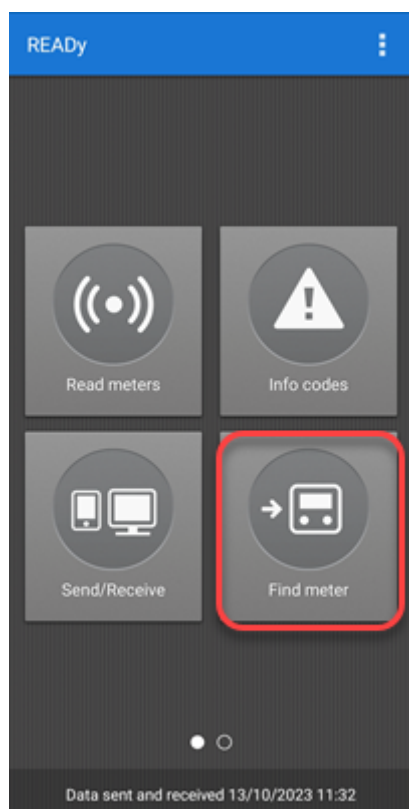 READy
Read meters
Info codes
Send/Receive
Find meter
Data sent and received 13/10/2023 11:32